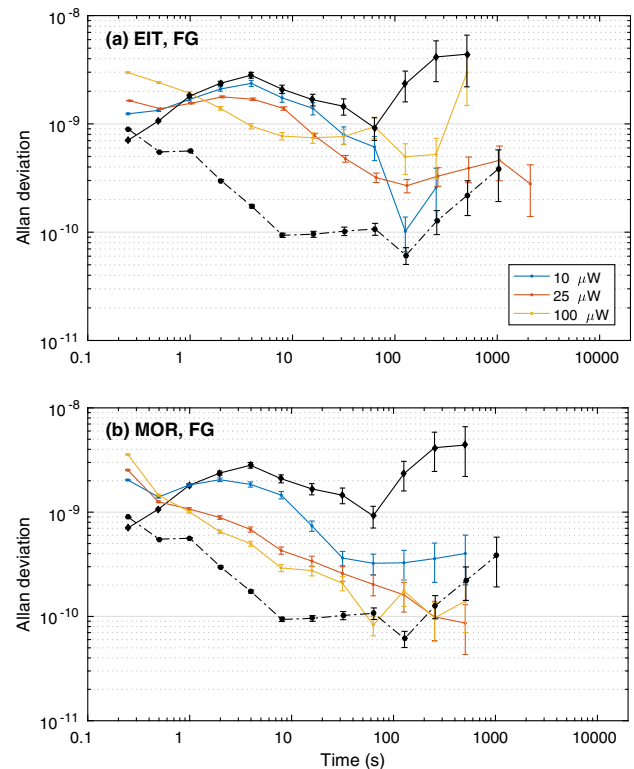 (a) EIT, FG
10⁻⁸
10⁻⁹
10⁻¹⁰
10⁻¹¹
Allan deviation
10 μW
25 μW
100 μW
0.1 1 10 100 1000 10000
(b) MOR, FG
10⁻⁸
10⁻⁹
10⁻¹⁰
10⁻¹¹
Allan deviation
0.1 1 10 100 1000 10000
Time (s)